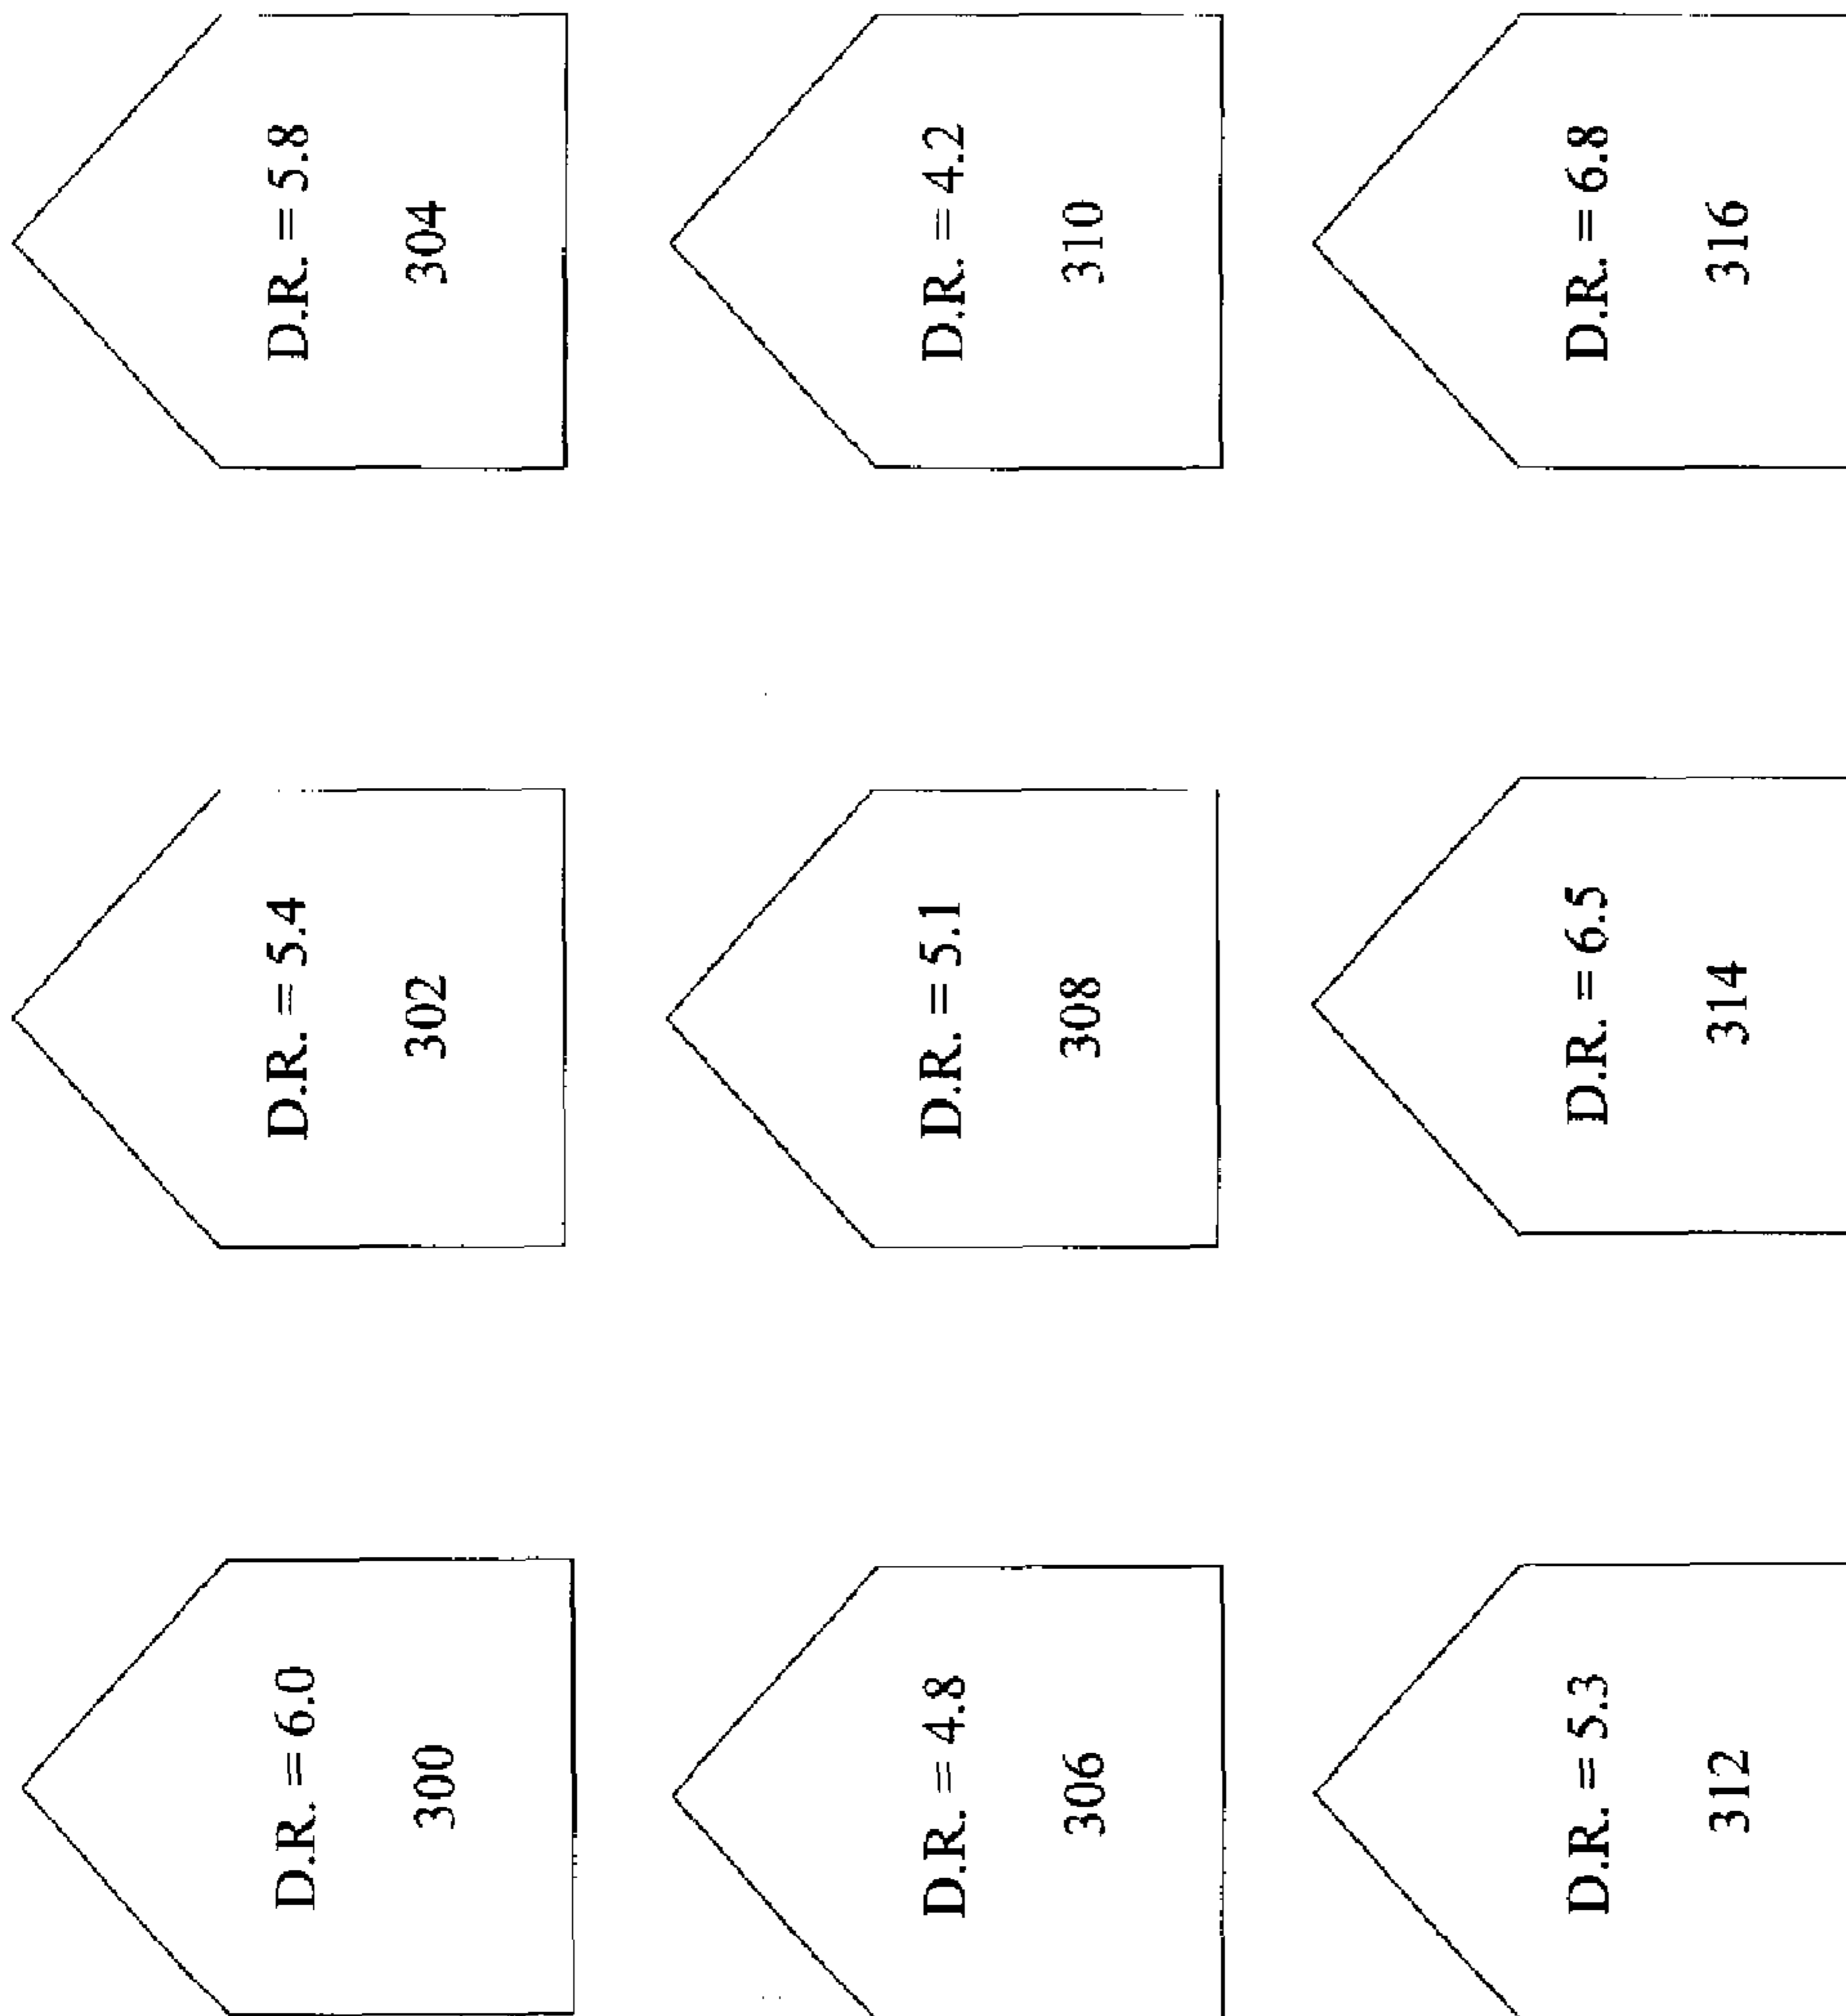 D.R. = 6.0
300
D.R. = 5.4
302
D.R. = 5.8
304
D.R. = 4.8
306
D.R. = 5.1
308
D.R. = 4.2
310
D.R. = 5.3
312
D.R. = 6.5
314
D.R. = 6.8
316